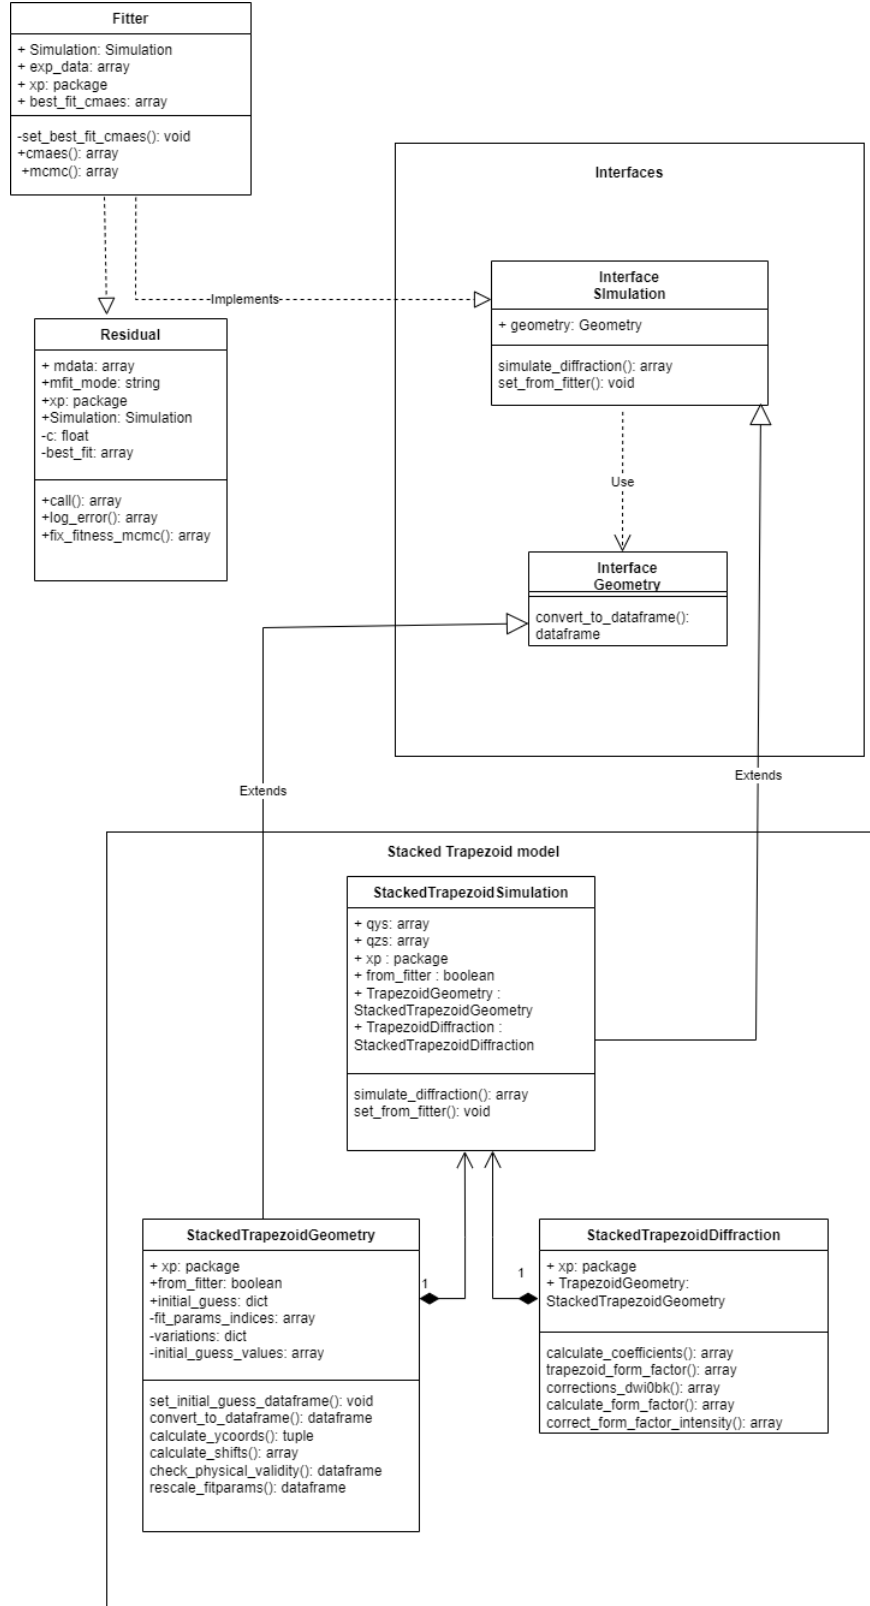 Fitter
+ Simulation: Simulation
+ exp_data: array
+ xp: package
+ best_fit_cmaes: array
-set_best_fit_cmaes(): void
+cmaes(): array
+mcmc(): array
Interfaces
Interface
SImulation
+ geometry: Geometry
simulate_diffraction(): array
set_from_fitter(): void
Implements
Residual
+ mdata: array
+mfit_mode: string
+xp: package
+Simulation: Simulation
-c: float
-best_fit: array
+call(): array
+log_error(): array
+fix_fitness_mcmc(): array
Use
Interface
Geometry
convert_to_dataframe():
dataframe
Extends
Extends
Stacked Trapezoid model
StackedTrapezoidSimulation
+ qys: array
+ qzs: array
+ xp : package
+ from_fitter : boolean
+ TrapezoidGeometry :
StackedTrapezoidGeometry
+ TrapezoidDiffraction :
StackedTrapezoidDiffraction
simulate_diffraction(): array
set_from_fitter(): void
StackedTrapezoidGeometry
+ xp: package
+from_fitter: boolean
+initial_guess: dict
-fit_params_indices: array
-variations: dict
-initial_guess_values: array
set_initial_guess_dataframe(): void
convert_to_dataframe(): dataframe
calculate_ycoords(): tuple
calculate_shifts(): array
check_physical_validity(): dataframe
rescale_fitparams(): dataframe
1
1
StackedTrapezoidDiffraction
+ xp: package
+ TrapezoidGeometry:
StackedTrapezoidGeometry
calculate_coefficients(): array
trapezoid_form_factor(): array
corrections_dwi0bk(): array
calculate_form_factor(): array
correct_form_factor_intensity(): array